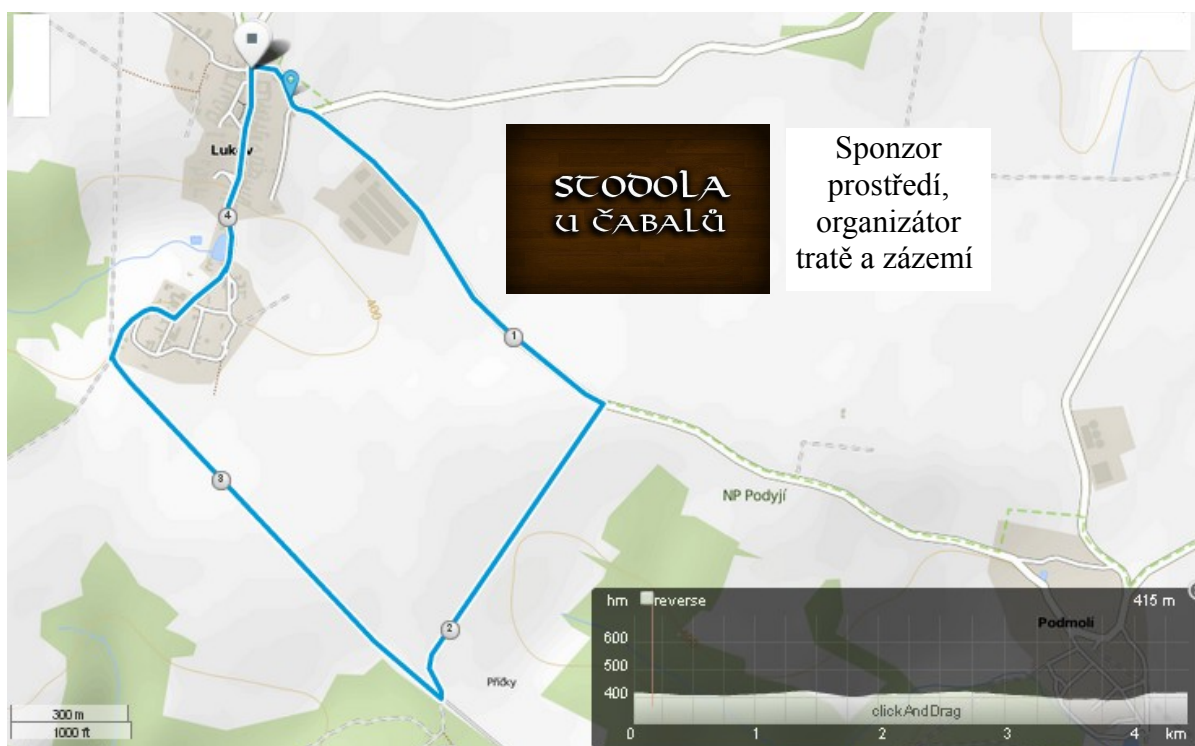 Lukov
STODOLA
U ČABALŮ
Sponzor
prostředí,
organizátor
tratě a zázemí
4
400
1
3
NP Podyjí
2
Příčky
300 m
1000 ft
hm reverse 415 m
Podmolí
600
500
400
clickAndDrag
0 1 2 3 4 km